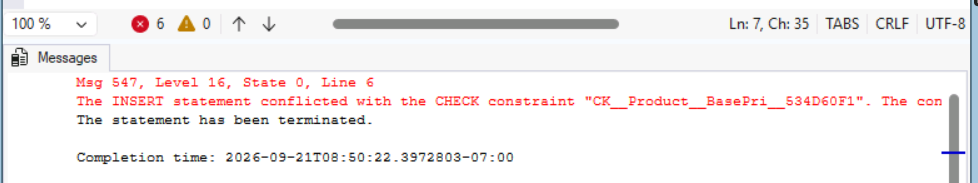 100 %
6
0
Ln: 7, Ch: 35
TABS
CRLF
UTF-8
Messages
Msg 547, Level 16, State 0, Line 6
The INSERT statement conflicted with the CHECK constraint "CK__Product__BasePri__534D60F1". The con
The statement has been terminated.
Completion time: 2026-09-21T08:50:22.3972803-07:00